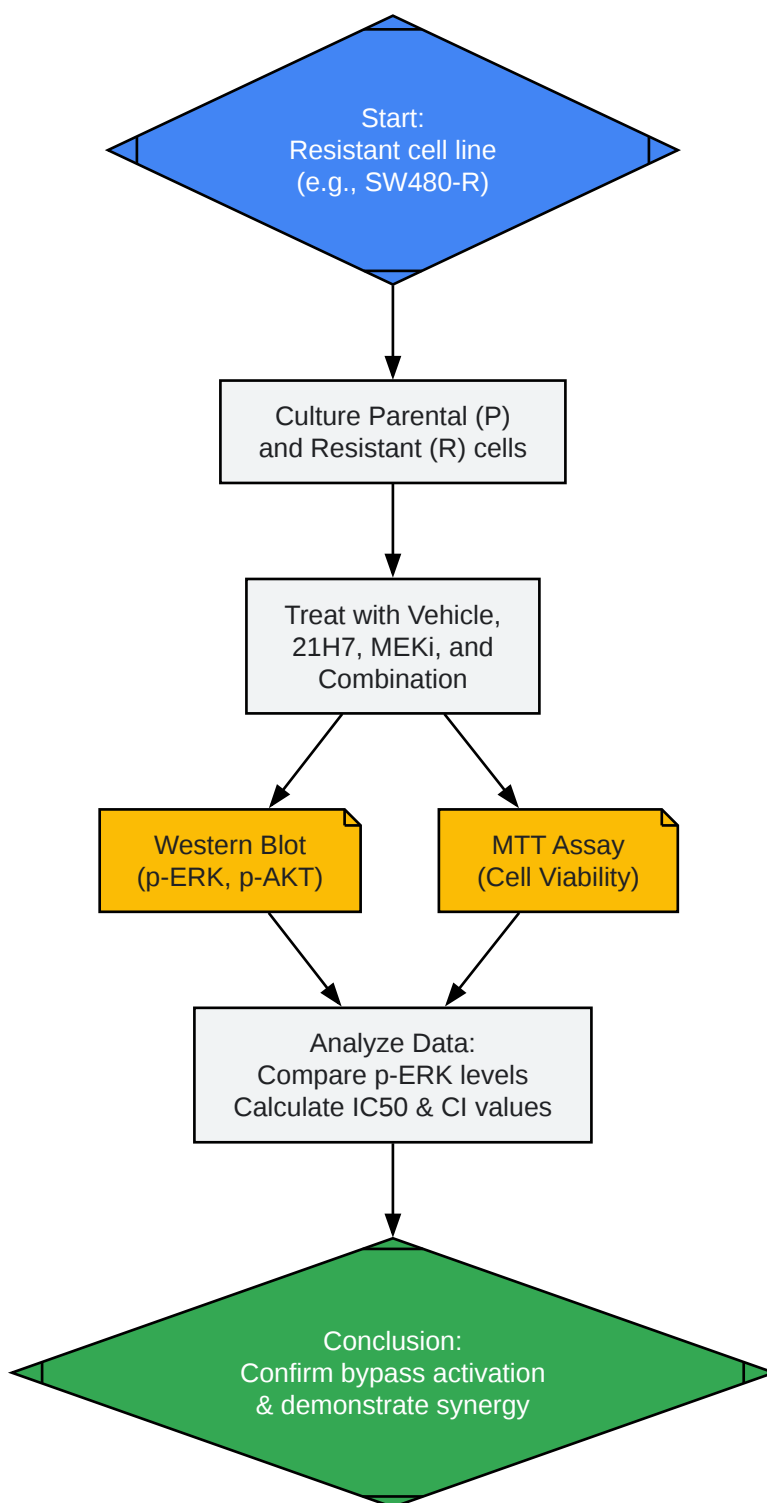 Start:
Resistant cell line
(e.g., SW480-R)
Culture Parental (P)
and Resistant (R) cells
Treat with Vehicle,
21H7, MEKi, and
Combination
Western Blot
(p-ERK, p-AKT)
MTT Assay
(Cell Viability)
Analyze Data:
Compare p-ERK levels
Calculate IC50 & CI values
Conclusion:
Confirm bypass activation
& demonstrate synergy